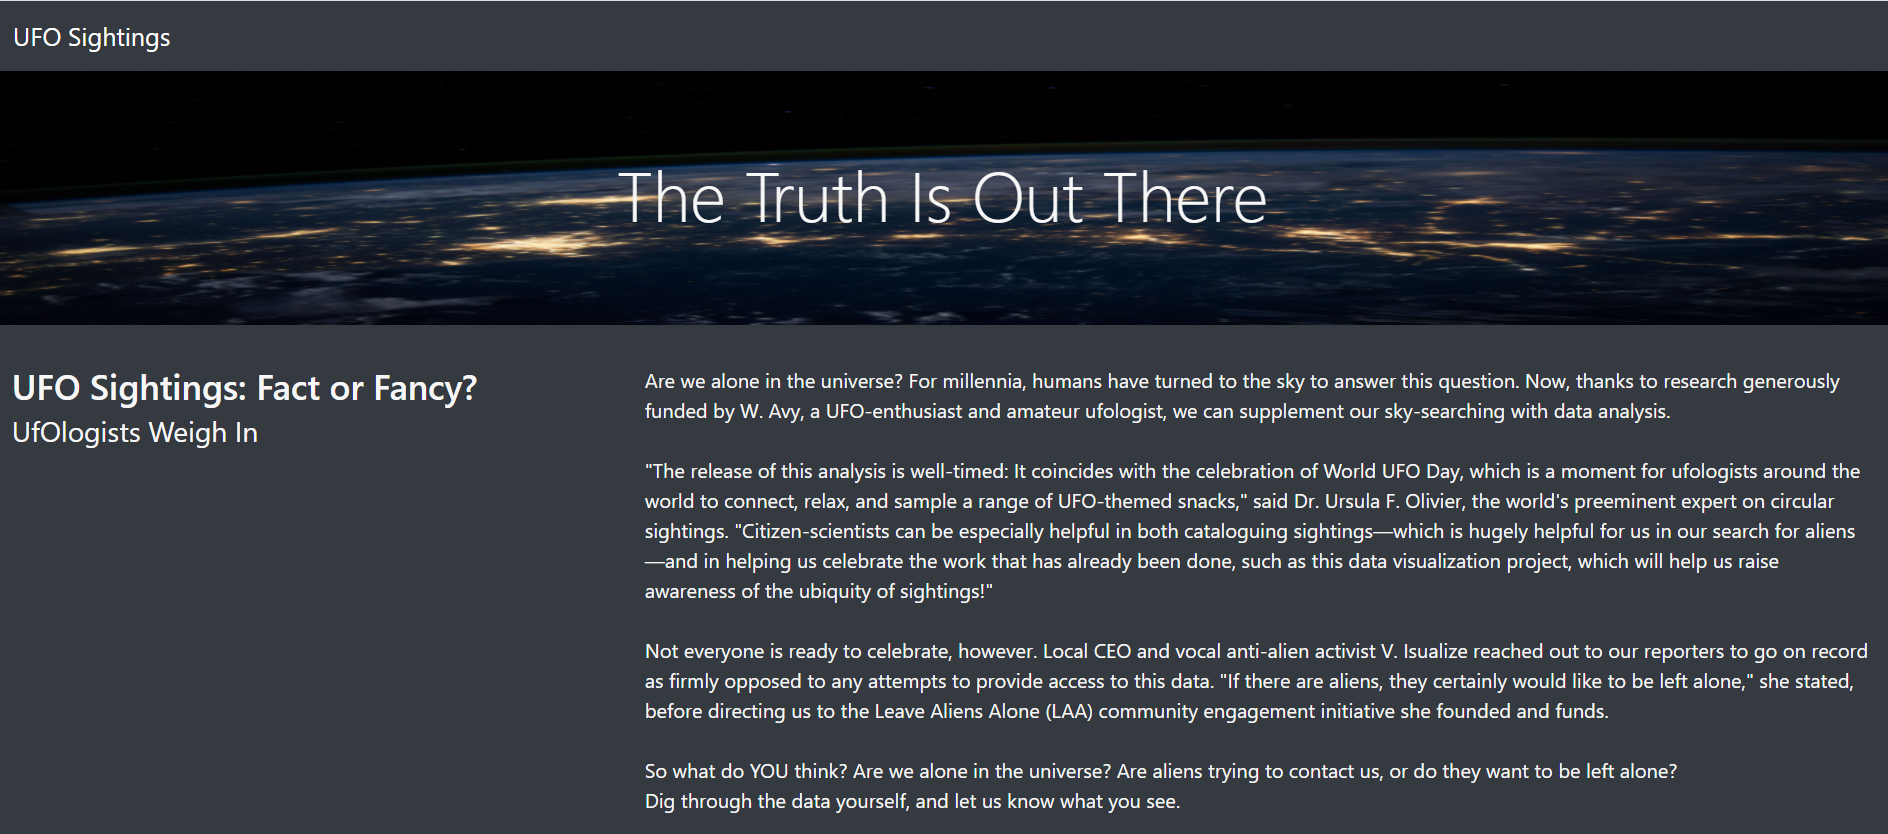 UFO Sightings
The Truth Is Out There
UFO Sightings: Fact or Fancy?
UfOlogists Weigh In
Are we alone in the universe? For millennia, humans have turned to the sky to answer this question. Now, thanks to research generously
funded by W. Avy, a UFO-enthusiast and amateur ufologist, we can supplement our sky-searching with data analysis.
"The release of this analysis is well-timed: It coincides with the celebration of World UFO Day, which is a moment for ufologists around the
world to connect, relax, and sample a range of UFO-themed snacks," said Dr. Ursula F. Olivier, the world's preeminent expert on circular
sightings. "Citizen-scientists can be especially helpful in both cataloguing sightings—which is hugely helpful for us in our search for aliens
—and in helping us celebrate the work that has already been done, such as this data visualization project, which will help us raise
awareness of the ubiquity of sightings!"
Not everyone is ready to celebrate, however. Local CEO and vocal anti-alien activist V. Isualize reached out to our reporters to go on record
as firmly opposed to any attempts to provide access to this data. "If there are aliens, they certainly would like to be left alone," she stated,
before directing us to the Leave Aliens Alone (LAA) community engagement initiative she founded and funds.
So what do YOU think? Are we alone in the universe? Are aliens trying to contact us, or do they want to be left alone?
Dig through the data yourself, and let us know what you see.